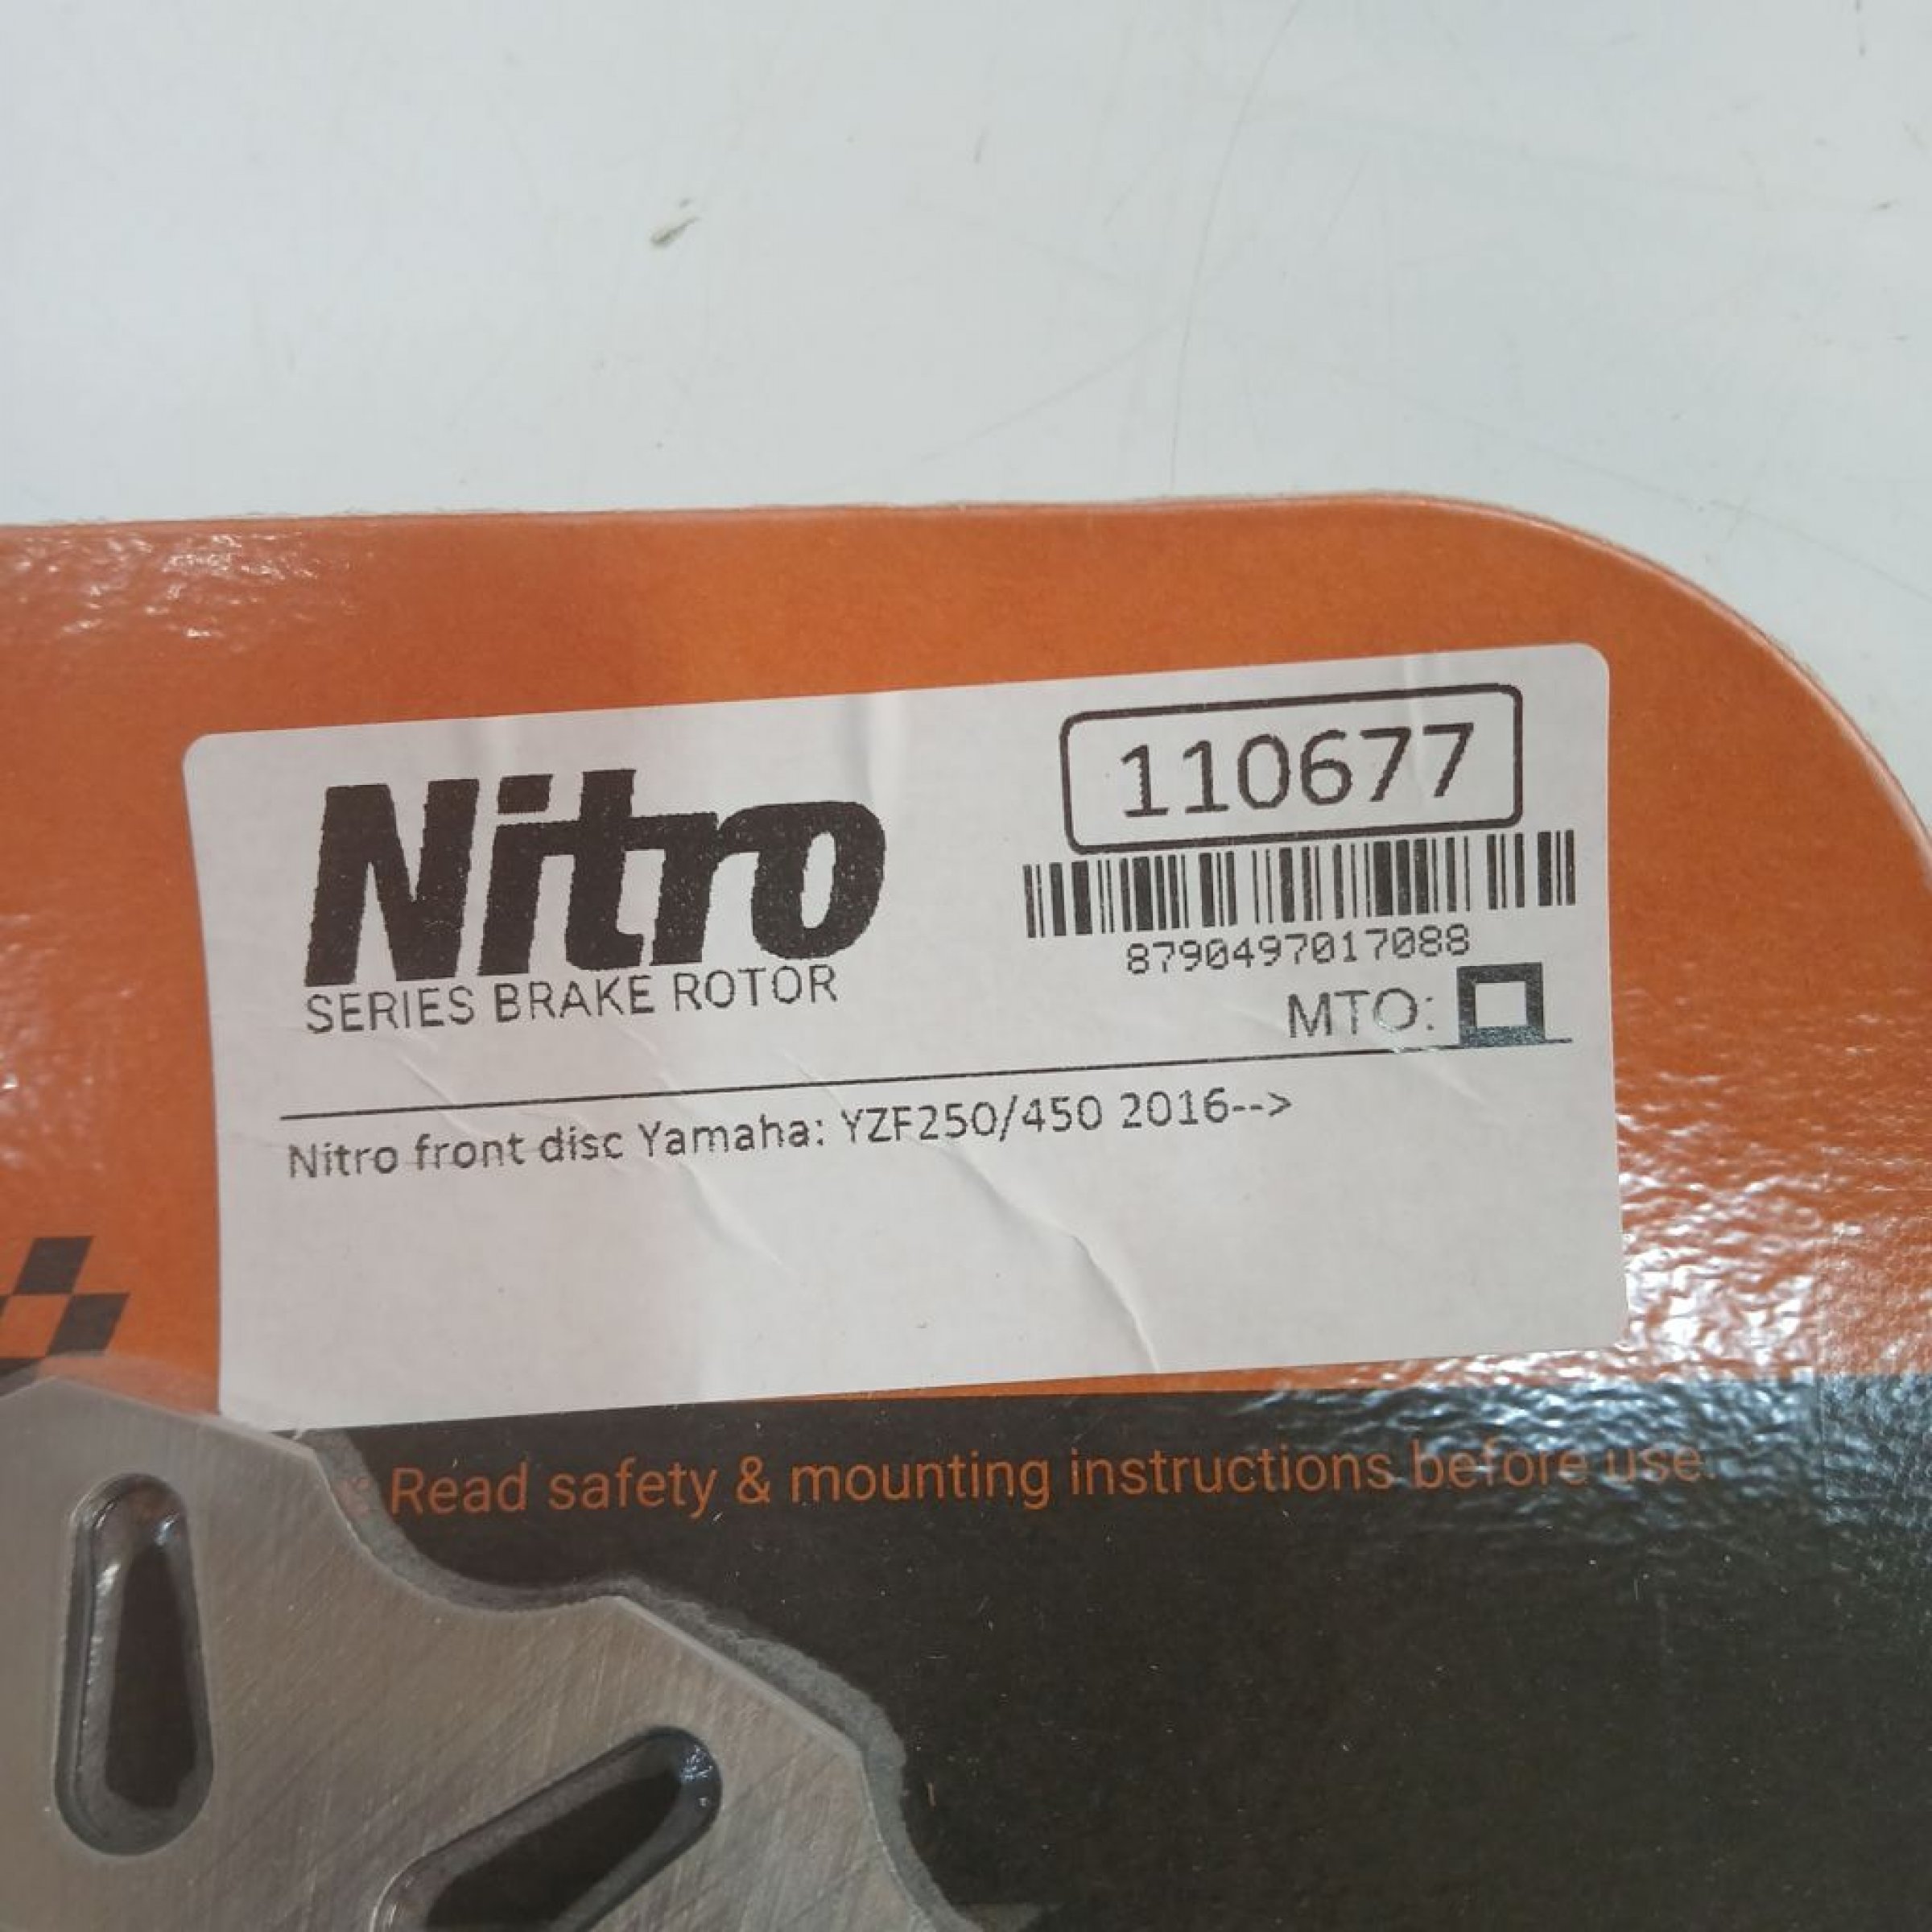 Nitro
SERIES BRAKE ROTOR
110677
8790497017088
MTO:
Nitro front disc Yamaha: YZF250/450 2016-->
Read safety & mounting instructions before use.